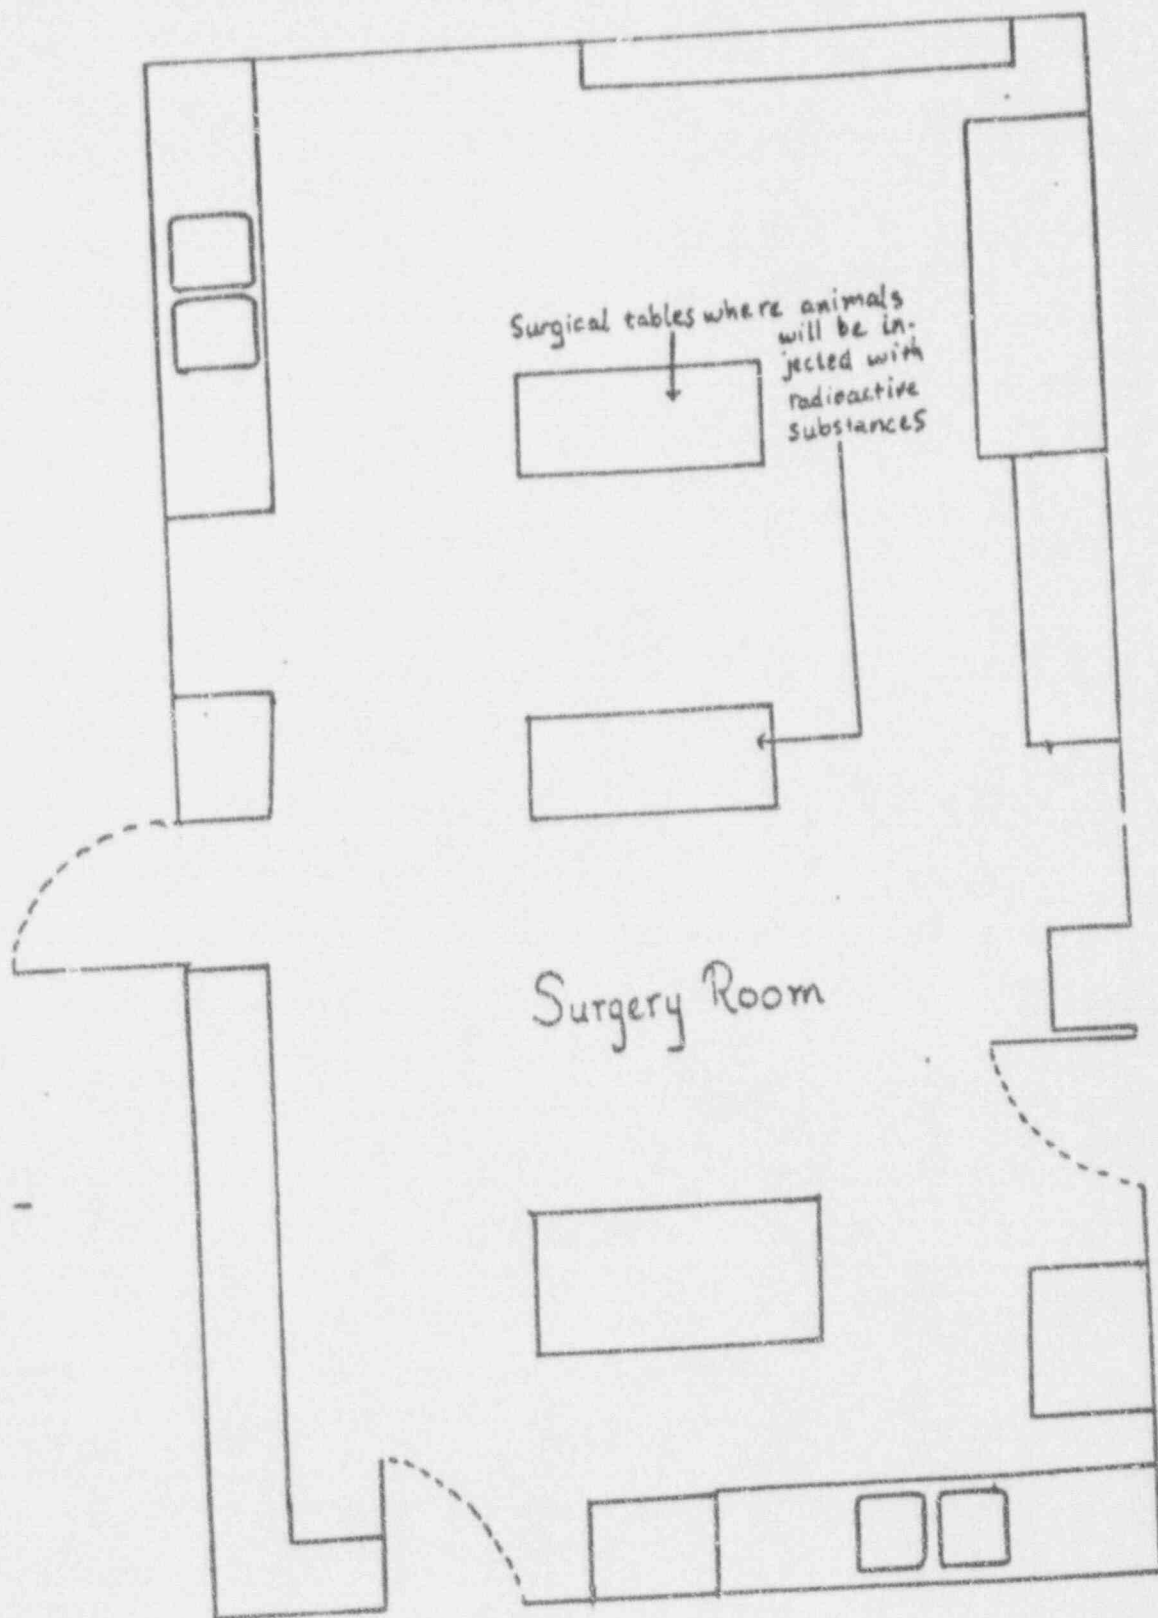 Surgical tables where animals
will be in-
jected with
radioactive
substances
Surgery Room